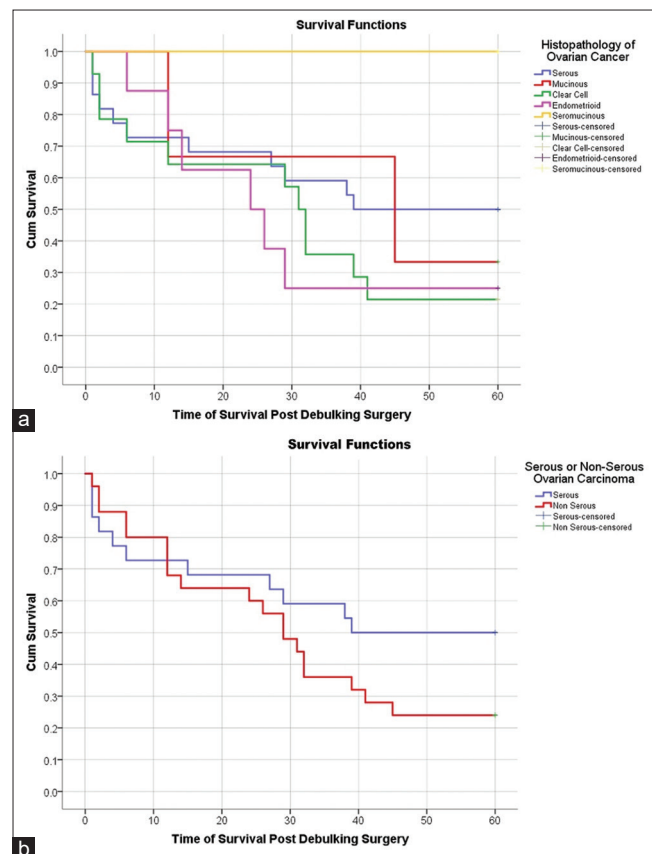 Survival Functions
Histopathology of
Ovarian Cancer
Serous
Mucinous
Clear Cell
Endometrioid
Seromucinous
Serous-censored
Mucinous-censored
Clear Cell-censored
Endometrioid-censored
Seromucinous-censored
1.0
0.9
0.8
0.7
0.6
0.5
0.4
0.3
0.2
0.1
0.0
Cum Survival
0 10 20 30 40 50 60
Time of Survival Post Debulking Surgery
a
Survival Functions
Serous or Non-Serous
Ovarian Carcinoma
Serous
Non Serous
Serous-censored
Non Serous-censored
1.0
0.9
0.8
0.7
0.6
0.5
0.4
0.3
0.2
0.1
0.0
Cum Survival
0 10 20 30 40 50 60
Time of Survival Post Debulking Surgery
b